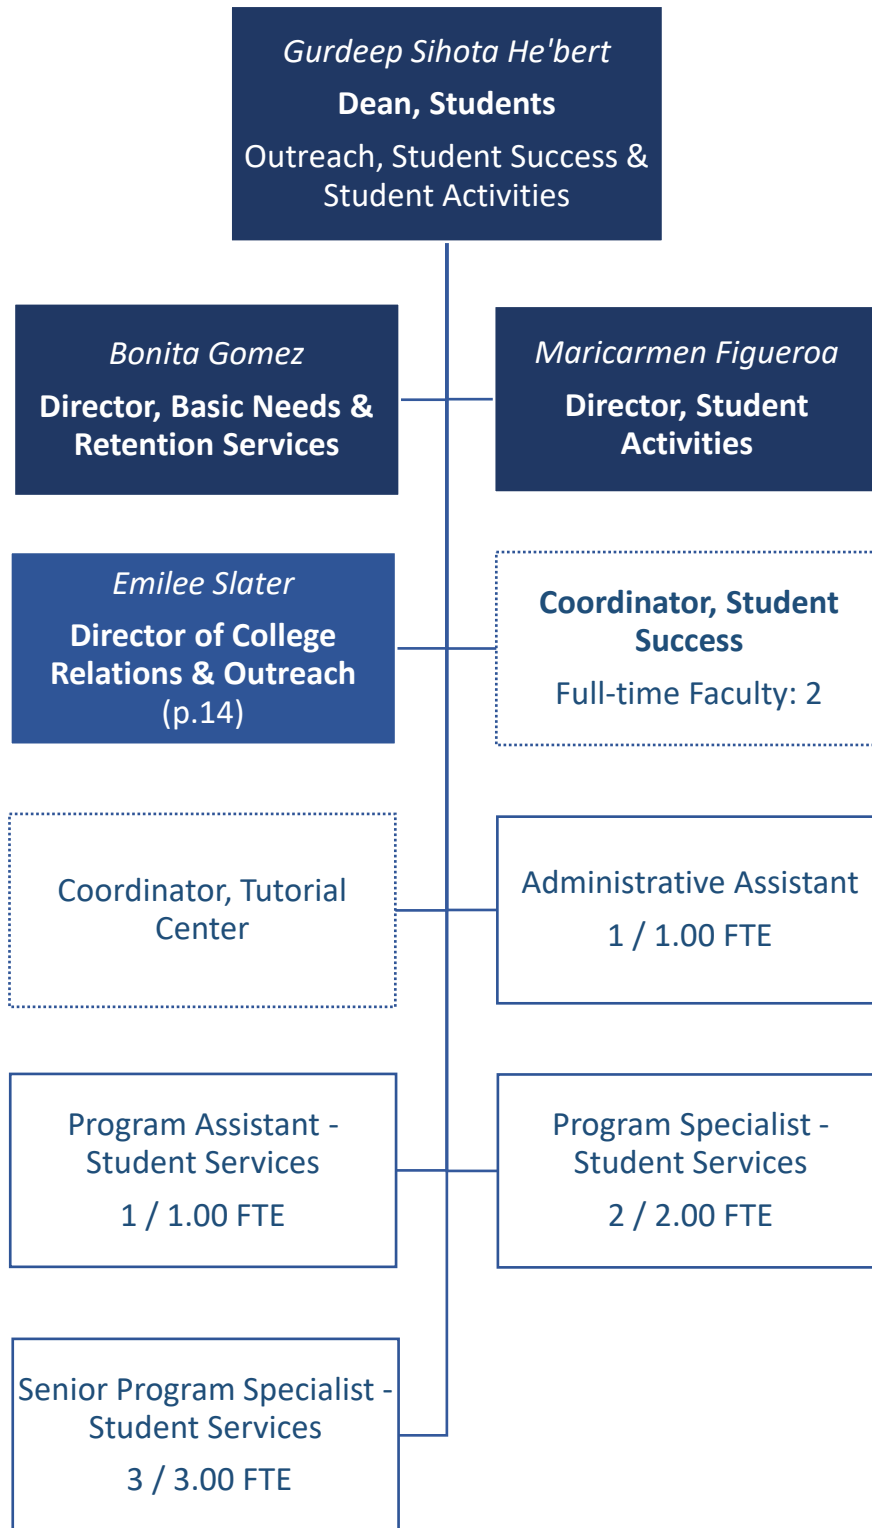 Gurdeep Sihota He'bert
Dean, Students
Outreach, Student Success &
Student Activities
Bonita Gomez
Director, Basic Needs &
Retention Services
Maricarmen Figueroa
Director, Student
Activities
Emilee Slater
Director of College
Relations & Outreach
(p.14)
Coordinator, Student
Success
Full-time Faculty: 2
Coordinator, Tutorial
Center
Administrative Assistant
1 / 1.00 FTE
Program Assistant -
Student Services
1 / 1.00 FTE
Program Specialist -
Student Services
2 / 2.00 FTE
Senior Program Specialist -
Student Services
3 / 3.00 FTE